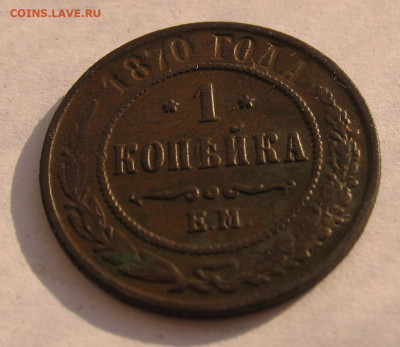 COINS.LAVE.RU
1870 ГОДА
* 1 *
КОПѢЙКА
Е.М.